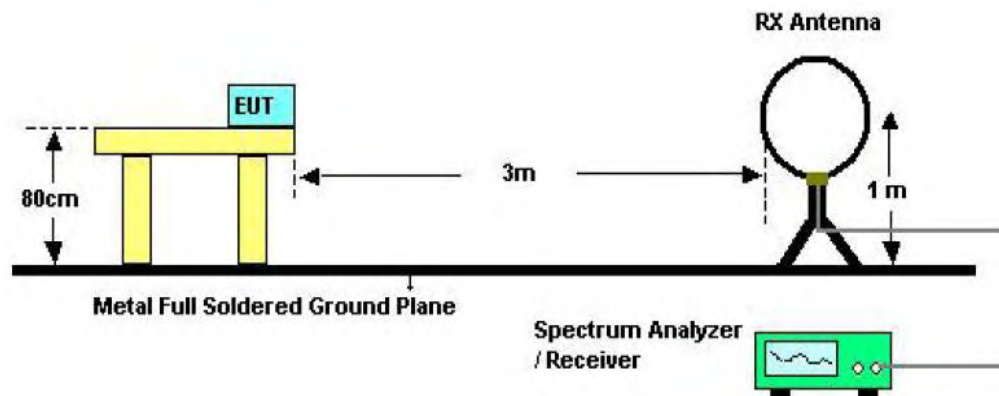 RX Antenna
EUT
80cm
3m
1 m
Metal Full Soldered Ground Plane
Spectrum Analyzer
/ Receiver